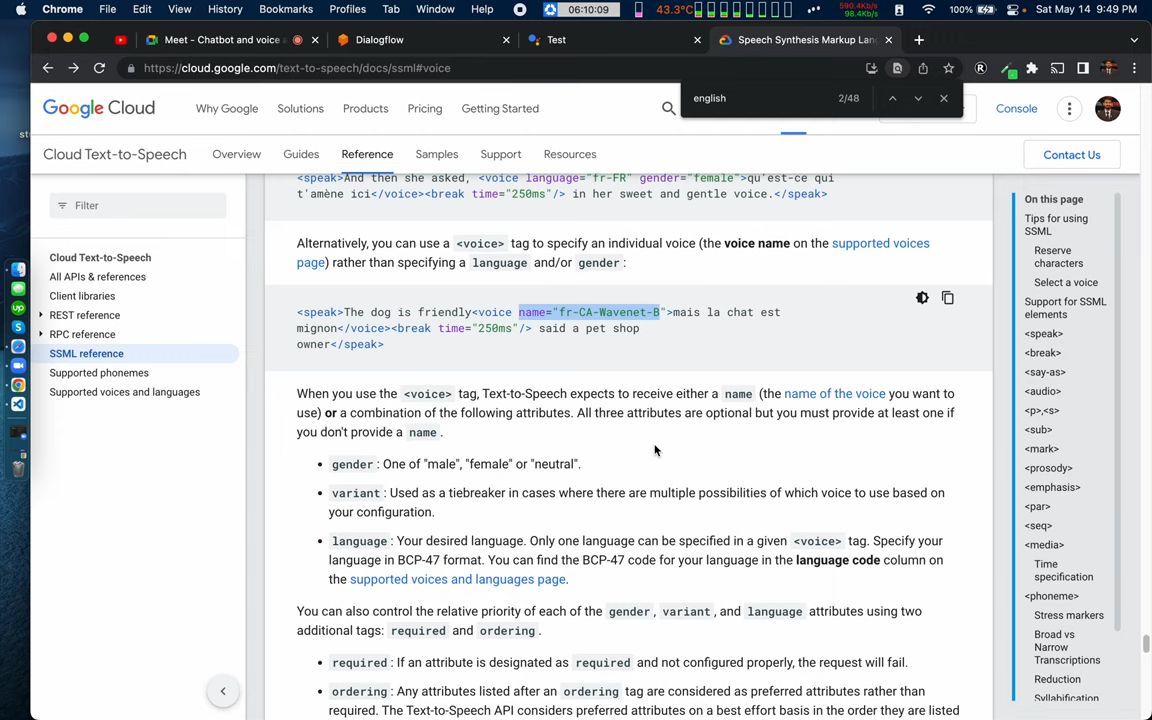 Chrome File Edit View History Bookmarks Profiles Tab Window Help 06:10:09 43.3°C 590.4Kb/s 98.4Kb/s 100% Sat May 14 9:49 PM
Meet - Chatbot and voice Dialogflow Test Speech Synthesis Markup Lan
https://cloud.google.com/text-to-speech/docs/ssml#voice
english 2/48
Google Cloud Why Google Solutions Products Pricing Getting Started Console
Cloud Text-to-Speech Overview Guides Reference Samples Support Resources Contact Us
Filter
Cloud Text-to-Speech
All APIs & references
Client libraries
REST reference
RPC reference
SSML reference
Supported phonemes
Supported voices and languages
<speak>And then she asked, <voice language="fr-FR" gender="female">qu'est-ce qui
t'amène ici</voice><break time="250ms"/> in her sweet and gentle voice.</speak>
Alternatively, you can use a <voice> tag to specify an individual voice (the voice name on the supported voices
page) rather than specifying a language and/or gender:
<speak>The dog is friendly<voice name="fr-CA-Wavenet-B">mais la chat est
mignon</voice><break time="250ms"/> said a pet shop
owner</speak>
When you use the <voice> tag, Text-to-Speech expects to receive either a name (the name of the voice you want to
use) or a combination of the following attributes. All three attributes are optional but you must provide at least one if
you don't provide a name.
• gender: One of "male", "female" or "neutral".
• variant: Used as a tiebreaker in cases where there are multiple possibilities of which voice to use based on
your configuration.
• language: Your desired language. Only one language can be specified in a given <voice> tag. Specify your
language in BCP-47 format. You can find the BCP-47 code for your language in the language code column on
the supported voices and languages page.
You can also control the relative priority of each of the gender, variant, and language attributes using two
additional tags: required and ordering.
• required: If an attribute is designated as required and not configured properly, the request will fail.
• ordering: Any attributes listed after an ordering tag are considered as preferred attributes rather than
required. The Text-to-Speech API considers preferred attributes on a best effort basis in the order they are listed
On this page
Tips for using
SSML
Reserve
characters
Select a voice
Support for SSML
elements
<speak>
<break>
<say-as>
<audio>
<p>,<s>
<sub>
<mark>
<prosody>
<emphasis>
<par>
<seq>
<media>
Time
specification
<phoneme>
Stress markers
Broad vs
Narrow
Transcriptions
Reduction
Syllabification